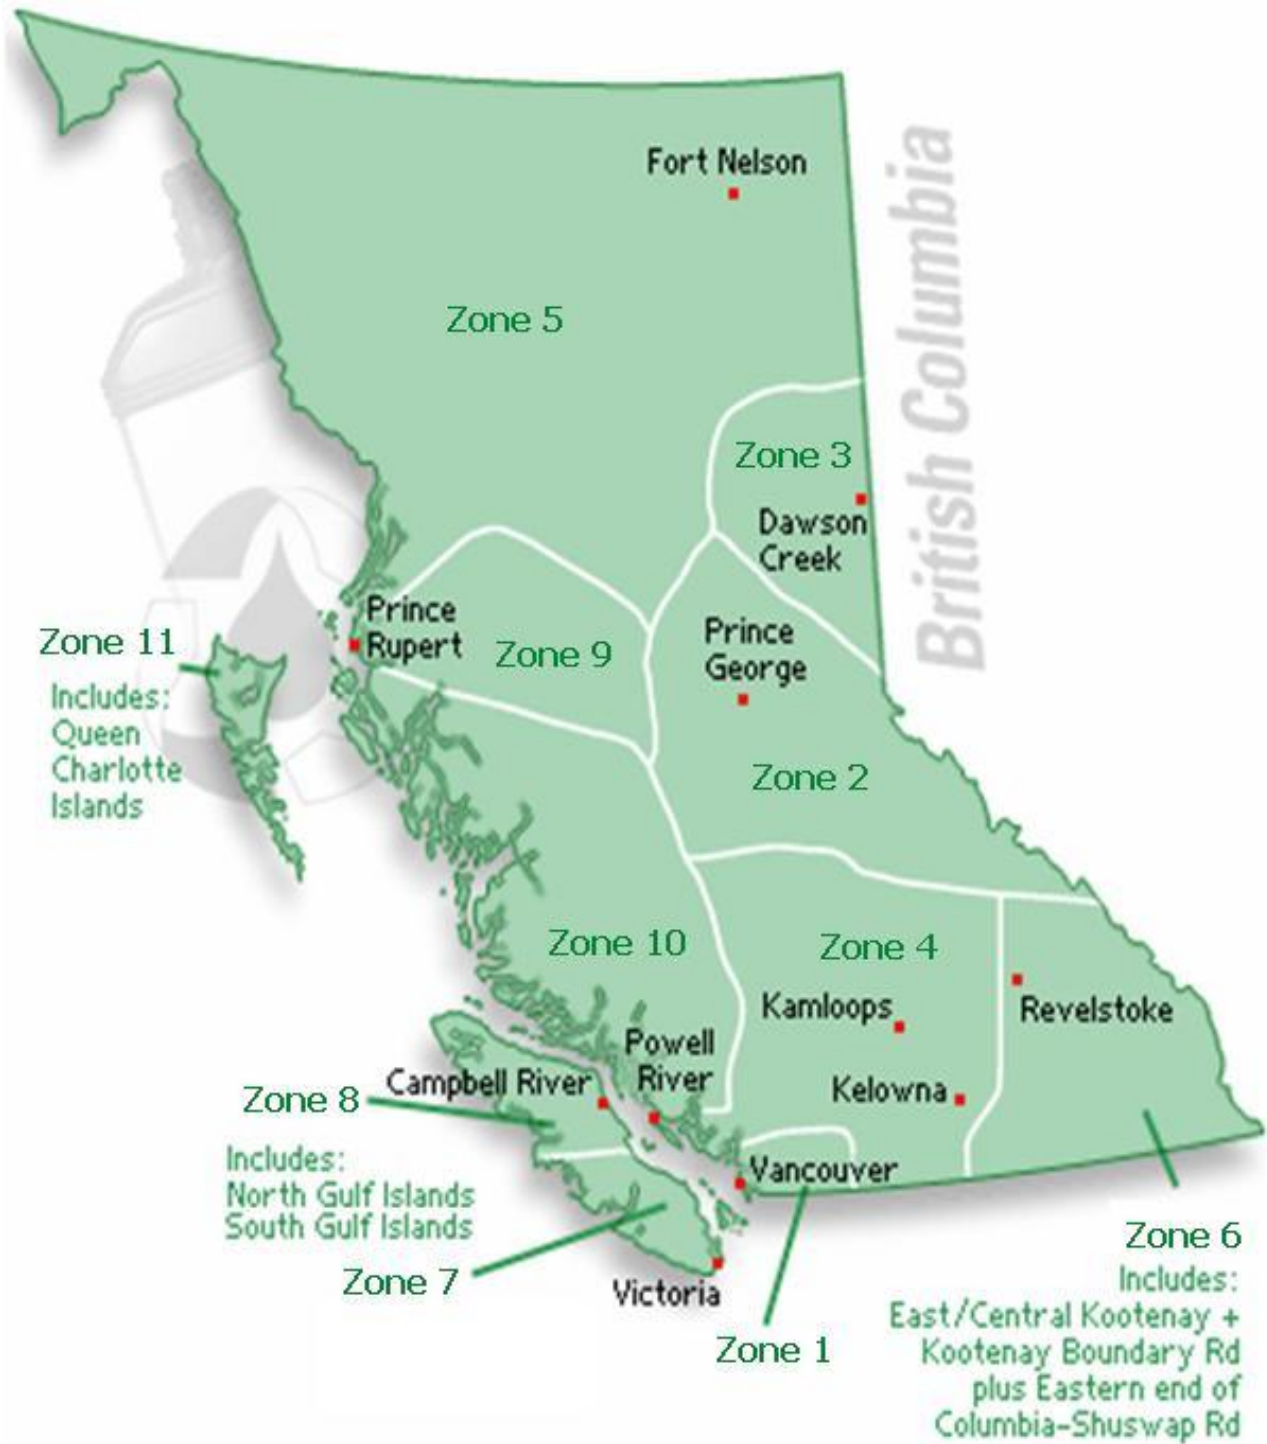 Fort Nelson
British Columbia
Zone 5
Zone 3
Dawson
Creek
Prince
Rupert
Zone 9
Prince
George
Zone 11
Includes:
Queen
Charlotte
Islands
Zone 2
Zone 10
Zone 4
Kamloops
Revelstoke
Powell
River
Campbell River
Kelowna
Zone 8
Includes:
North Gulf Islands
South Gulf Islands
Vancouver
Zone 7
Victoria
Zone 1
Zone 6
Includes:
East/Central Kootenay +
Kootenay Boundary Rd
plus Eastern end of
Columbia-Shuswap Rd